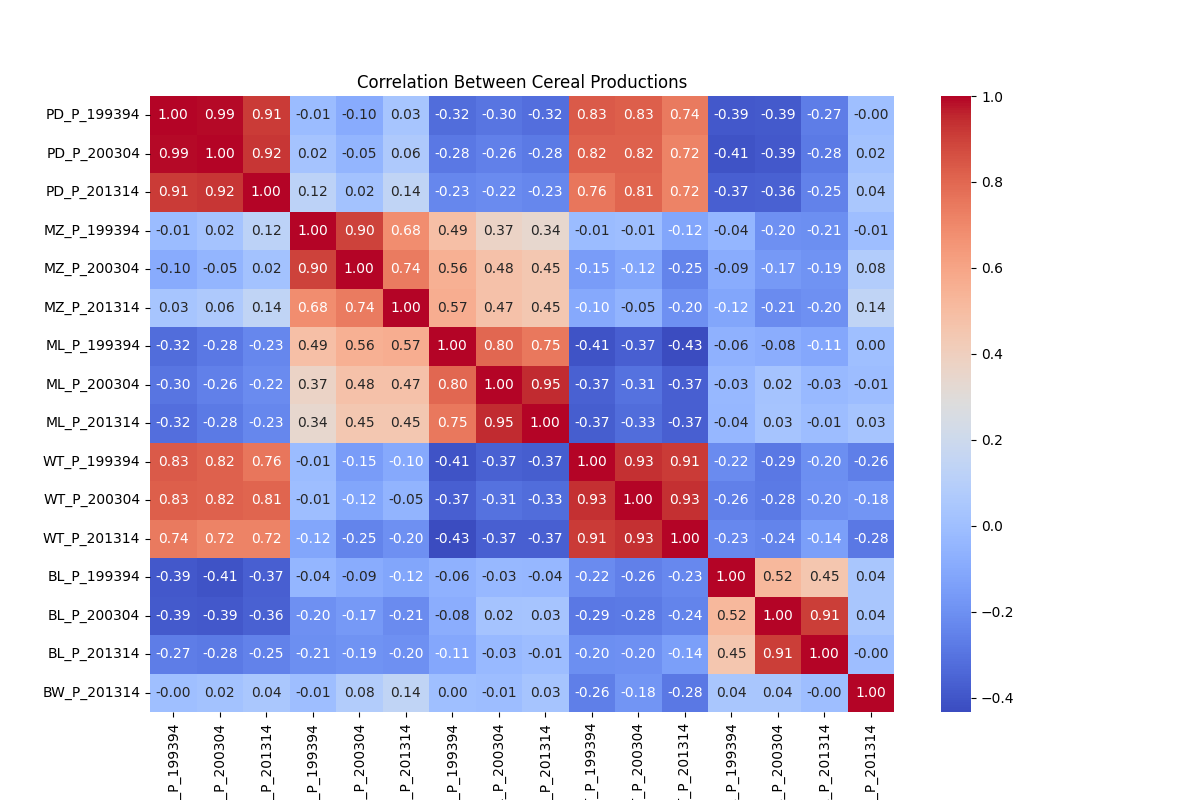 Correlation Between Cereal Productions
PD_P_199394 1.00 0.99 0.91 -0.01 -0.10 0.03 -0.32 -0.30 -0.32 0.83 0.83 0.74 -0.39 -0.39 -0.27 -0.00
PD_P_200304 0.99 1.00 0.92 0.02 -0.05 0.06 -0.28 -0.26 -0.28 0.82 0.82 0.72 -0.41 -0.39 -0.28 0.02
PD_P_201314 0.91 0.92 1.00 0.12 0.02 0.14 -0.23 -0.22 -0.23 0.76 0.81 0.72 -0.37 -0.36 -0.25 0.04
MZ_P_199394 -0.01 0.02 0.12 1.00 0.90 0.68 0.49 0.37 0.34 -0.01 -0.01 -0.12 -0.04 -0.20 -0.21 -0.01
MZ_P_200304 -0.10 -0.05 0.02 0.90 1.00 0.74 0.56 0.48 0.45 -0.15 -0.12 -0.25 -0.09 -0.17 -0.19 0.08
MZ_P_201314 0.03 0.06 0.14 0.68 0.74 1.00 0.57 0.47 0.45 -0.10 -0.05 -0.20 -0.12 -0.21 -0.20 0.14
ML_P_199394 -0.32 -0.28 -0.23 0.49 0.56 0.57 1.00 0.80 0.75 -0.41 -0.37 -0.43 -0.06 -0.08 -0.11 0.00
ML_P_200304 -0.30 -0.26 -0.22 0.37 0.48 0.47 0.80 1.00 0.95 -0.37 -0.31 -0.37 -0.03 0.02 -0.03 -0.01
ML_P_201314 -0.32 -0.28 -0.23 0.34 0.45 0.45 0.75 0.95 1.00 -0.37 -0.33 -0.37 -0.04 0.03 -0.01 0.03
WT_P_199394 0.83 0.82 0.76 -0.01 -0.15 -0.10 -0.41 -0.37 -0.37 1.00 0.93 0.91 -0.22 -0.29 -0.20 -0.26
WT_P_200304 0.83 0.82 0.81 -0.01 -0.12 -0.05 -0.37 -0.31 -0.33 0.93 1.00 0.93 -0.26 -0.28 -0.20 -0.18
WT_P_201314 0.74 0.72 0.72 -0.12 -0.25 -0.20 -0.43 -0.37 -0.37 0.91 0.93 1.00 -0.23 -0.24 -0.14 -0.28
BL_P_199394 -0.39 -0.41 -0.37 -0.04 -0.09 -0.12 -0.06 -0.03 -0.04 -0.22 -0.26 -0.23 1.00 0.52 0.45 0.04
BL_P_200304 -0.39 -0.39 -0.36 -0.20 -0.17 -0.21 -0.08 0.02 0.03 -0.29 -0.28 -0.24 0.52 1.00 0.91 0.04
BL_P_201314 -0.27 -0.28 -0.25 -0.21 -0.19 -0.20 -0.11 -0.03 -0.01 -0.20 -0.20 -0.14 0.45 0.91 1.00 -0.00
BW_P_201314 -0.00 0.02 0.04 -0.01 0.08 0.14 0.00 -0.01 0.03 -0.26 -0.18 -0.28 0.04 0.04 -0.00 1.00
_P_199394
_P_200304
_P_201314
_P_199394
_P_200304
_P_201314
_P_199394
_P_200304
_P_201314
_P_199394
_P_200304
_P_201314
_P_199394
_P_200304
_P_201314
_P_201314
1.0
0.8
0.6
0.4
0.2
0.0
−0.2
−0.4